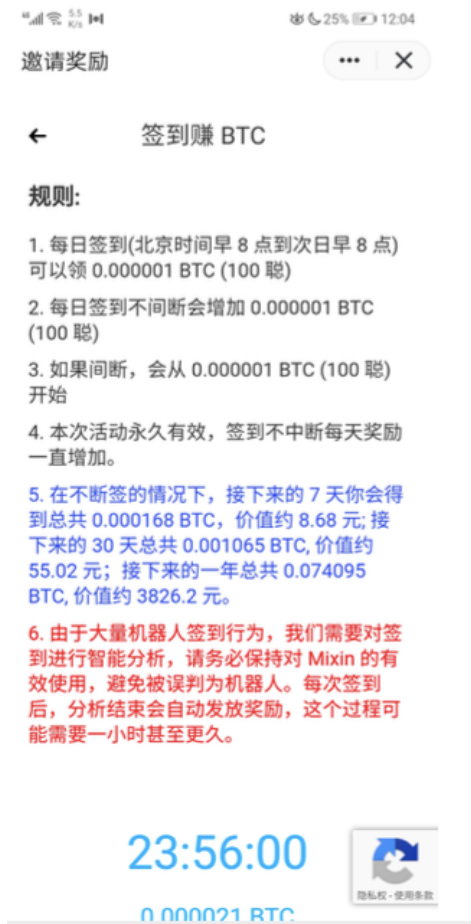 5.5
K/s
25% 12:04
邀请奖励
签到赚 BTC
规则:
1. 每日签到(北京时间早 8 点到次日早 8 点)
可以领 0.000001 BTC (100 聪)
2. 每日签到不间断会增加 0.000001 BTC
(100 聪)
3. 如果间断，会从 0.000001 BTC (100 聪)
开始
4. 本次活动永久有效，签到不中断每天奖励
一直增加。
5. 在不断签的情况下，接下来的 7 天你会得
到总共 0.000168 BTC，价值约 8.68 元; 接
下来的 30 天总共 0.001065 BTC, 价值约
55.02 元；接下来的一年总共 0.074095
BTC, 价值约 3826.2 元。
6. 由于大量机器人签到行为，我们需要对签
到进行智能分析，请务必保持对 Mixin 的有
效使用，避免被误判为机器人。每次签到
后，分析结束会自动发放奖励，这个过程可
能需要一小时甚至更久。
23:56:00
隐私权 - 使用条款
0.000021 BTC